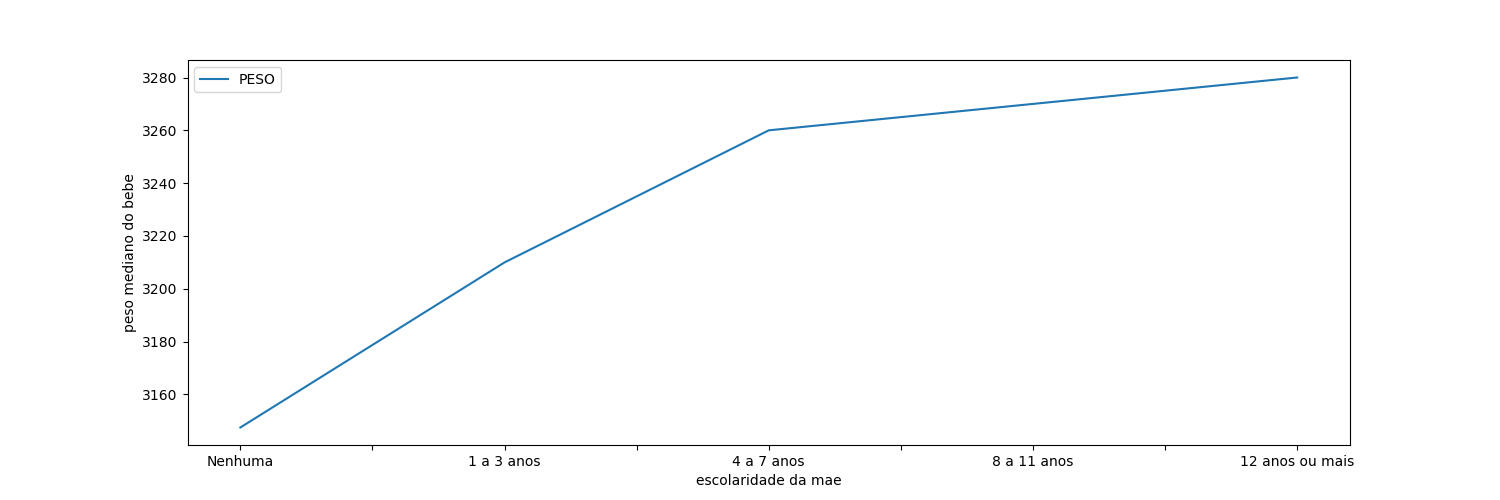 PESO
3280
3260
3240
3220
3200
3180
3160
peso mediano do bebe
Nenhuma
1 a 3 anos
4 a 7 anos
8 a 11 anos
12 anos ou mais
escolaridade da mae